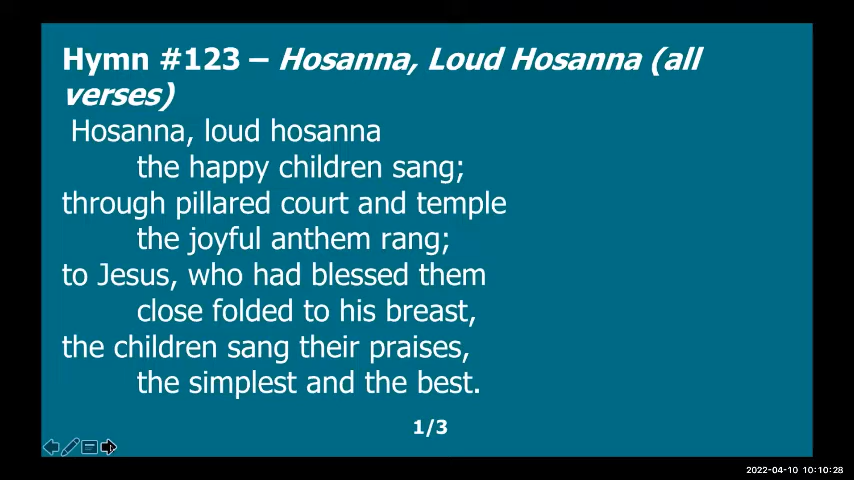 Hymn #123 – Hosanna, Loud Hosanna (all
verses)
Hosanna, loud hosanna
the happy children sang;
through pillared court and temple
the joyful anthem rang;
to Jesus, who had blessed them
close folded to his breast,
the children sang their praises,
the simplest and the best.
1/3
2022-04-10 10:10:28